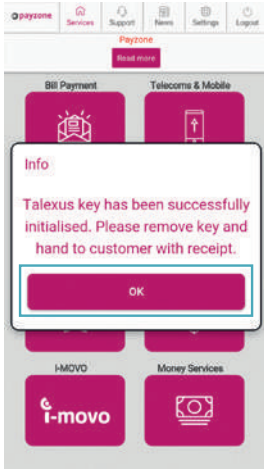 payzone
Services
Support
News
Settings
Logout
Payzone
Read more
Bill Payment
Telecoms & Mobile
Info
Talexus key has been successfully
initialised. Please remove key and
hand to customer with receipt.
OK
i-MOVO
Money Services
i-movo